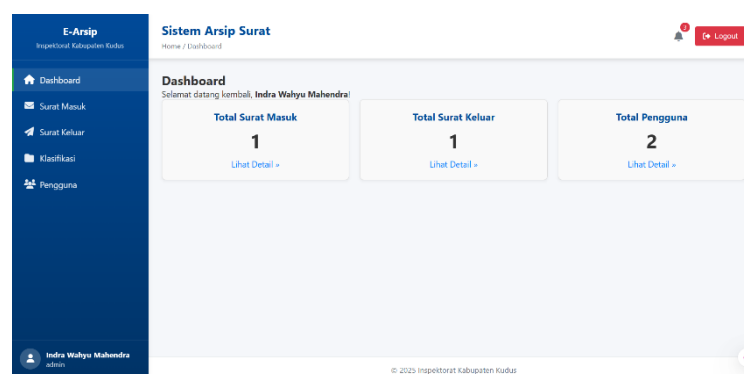 E-Arsip
Inspektorat Kabupaten Kudus
Dashboard
Surat Masuk
Surat Keluar
Klasifikasi
Pengguna
Indra Wahyu Mahendra
admin
Sistem Arsip Surat
Home / Dashboard
2
Logout
Dashboard
Selamat datang kembali, Indra Wahyu Mahendra!
Total Surat Masuk
1
Lihat Detail »
Total Surat Keluar
1
Lihat Detail »
Total Pengguna
2
Lihat Detail »
© 2025 Inspektorat Kabupaten Kudus